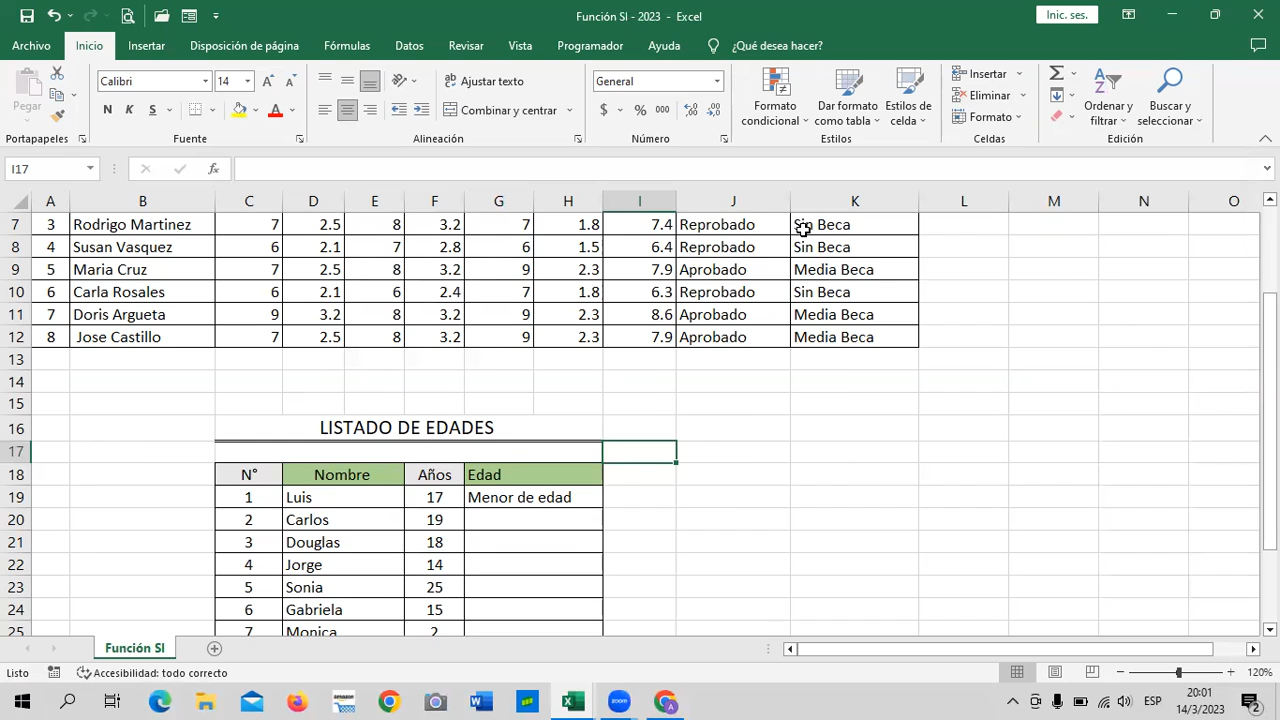 Función SI - 2023 - Excel
Inic. ses.
Archivo Inicio Insertar Disposición de página Fórmulas Datos Revisar Vista Programador Ayuda ¿Qué desea hacer?
Pegar
Calibri 14
N K S
Ajustar texto
Combinar y centrar
General
$ % 000
Formato condicional
Dar formato como tabla
Estilos de celda
Insertar
Eliminar
Formato
Ordenar y filtrar
Buscar y seleccionar
Portapapeles Fuente Alineación Número Estilos Celdas Edición
I17 fx
A B C D E F G H I J K L M N O
7 3 Rodrigo Martinez 7 2.5 8 3.2 7 1.8 7.4 Reprobado Sin Beca
8 4 Susan Vasquez 6 2.1 7 2.8 6 1.5 6.4 Reprobado Sin Beca
9 5 Maria Cruz 7 2.5 8 3.2 9 2.3 7.9 Aprobado Media Beca
10 6 Carla Rosales 6 2.1 6 2.4 7 1.8 6.3 Reprobado Sin Beca
11 7 Doris Argueta 9 3.2 8 3.2 9 2.3 8.6 Aprobado Media Beca
12 8 Jose Castillo 7 2.5 8 3.2 9 2.3 7.9 Aprobado Media Beca
13
14
15
16 LISTADO DE EDADES
17
18 N° Nombre Años Edad
19 1 Luis 17 Menor de edad
20 2 Carlos 19
21 3 Douglas 18
22 4 Jorge 14
23 5 Sonia 25
24 6 Gabriela 15
25 7 Monica 2
Función SI
Listo Accesibilidad: todo correcto 120%
amazon zoom ESP 20:01
14/3/2023 2